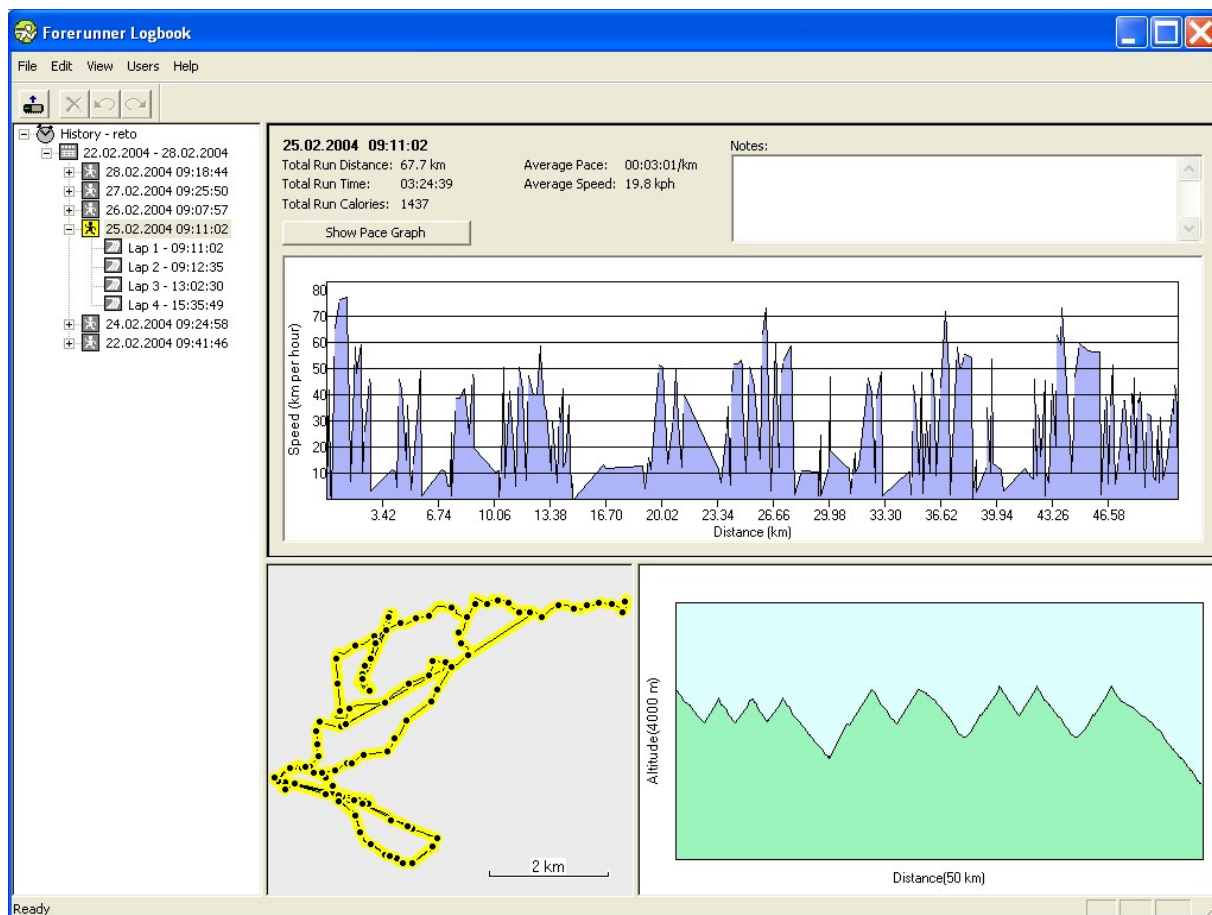 Forerunner Logbook
File Edit View Users Help
History - reto
22.02.2004 - 28.02.2004
28.02.2004 09:18:44
27.02.2004 09:25:50
26.02.2004 09:07:57
25.02.2004 09:11:02
Lap 1 - 09:11:02
Lap 2 - 09:12:35
Lap 3 - 13:02:30
Lap 4 - 15:35:49
24.02.2004 09:24:58
22.02.2004 09:41:46
25.02.2004 09:11:02
Total Run Distance: 67.7 km
Total Run Time: 03:24:39
Total Run Calories: 1437
Average Pace: 00:03:01/km
Average Speed: 19.8 kph
Notes:
Show Pace Graph
Speed (km per hour)
80
70
60
50
40
30
20
10
3.42 6.74 10.06 13.38 16.70 20.02 23.34 26.66 29.98 33.30 36.62 39.94 43.26 46.58
Distance (km)
2 km
Altitude(4000 m)
Distance(50 km)
Ready